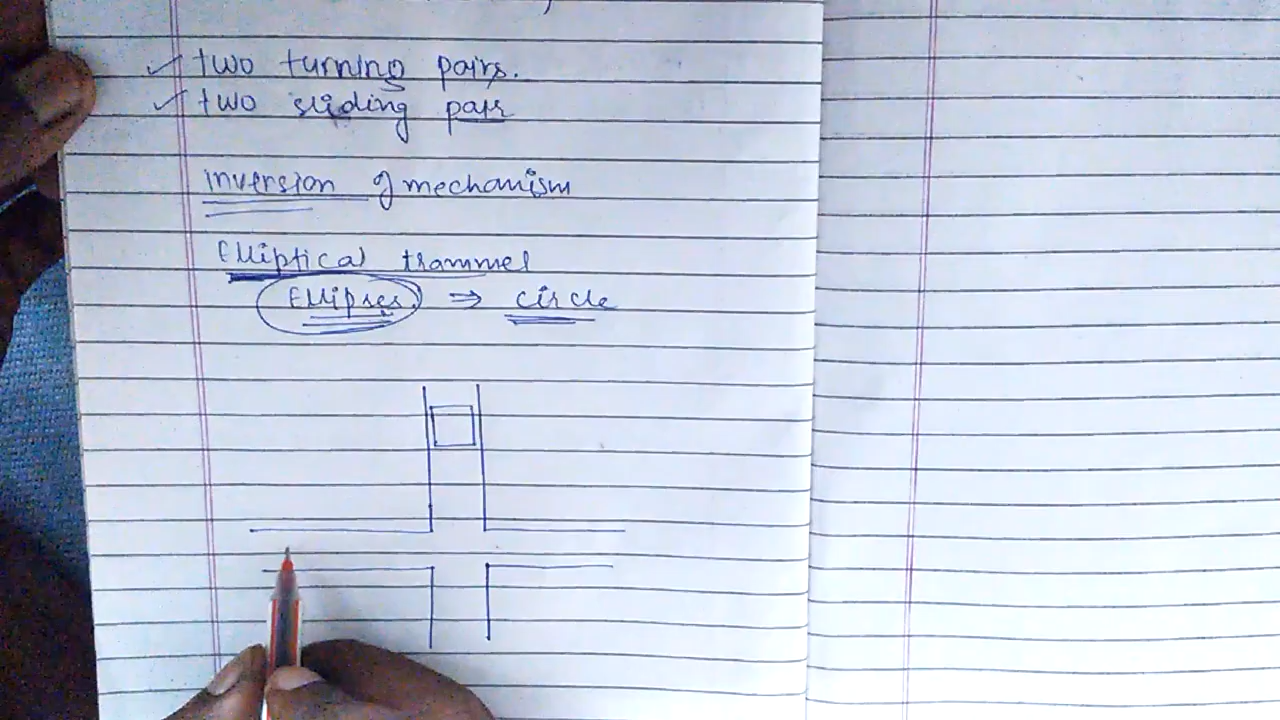 two turning pairs.
two sliding pair
inversion of mechanism
Elliptical trammel
Ellipses. ⇒ circle